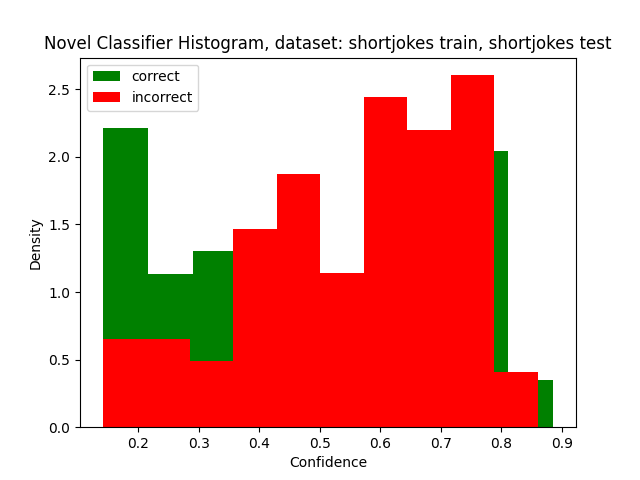 Novel Classifier Histogram, dataset: shortjokes train, shortjokes test
correct
incorrect
2.5
2.0
1.5
1.0
0.5
0.0
Density
0.2 0.3 0.4 0.5 0.6 0.7 0.8 0.9
Confidence